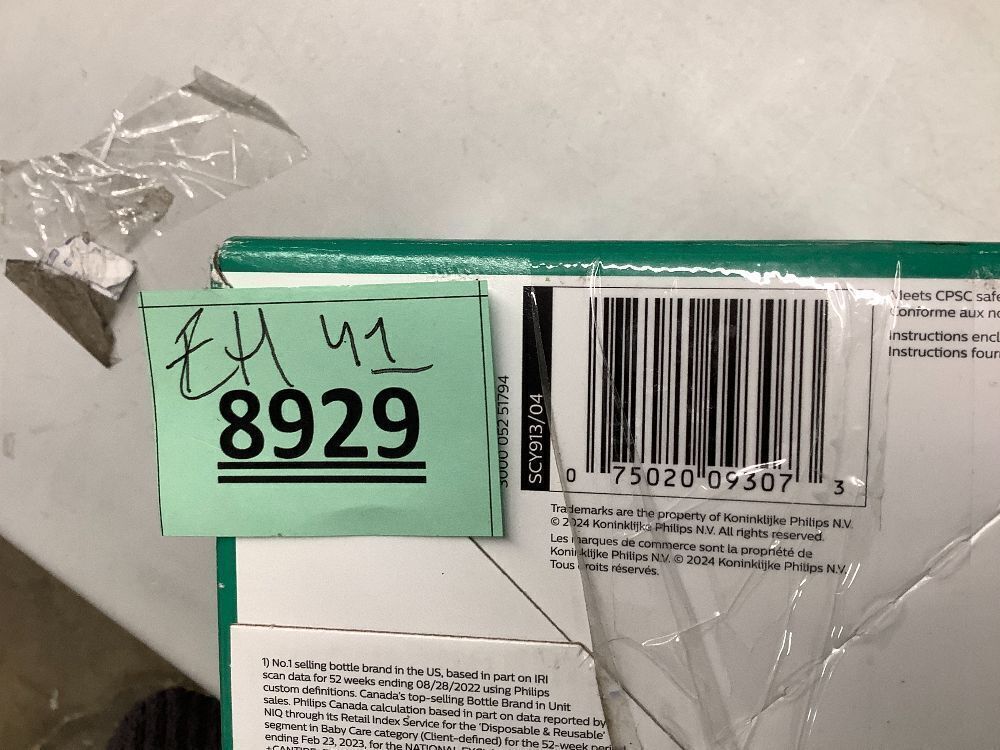 EH 41
8929
3000 052 51794
SCY913/04
0 75020 09307 3
Meets CPSC safe
Conforme aux no
Instructions encl
Instructions four
Trademarks are the property of Koninklijke Philips N.V.
© 2024 Koninklijke Philips N.V. All rights reserved.
Les marques de commerce sont la propriété de
Koninklijke Philips N.V. © 2024 Koninklijke Philips N.V.
Tous droits réservés.
1) No.1 selling bottle brand in the US, based in part on IRI
scan data for 52 weeks ending 08/28/2022 using Philips
custom definitions. Canada's top-selling Bottle Brand in Unit
sales. Philips Canada calculation based in part on data reported by
NIQ through its Retail Index Service for the 'Disposable & Reusable'
segment in Baby Care category (Client-defined) for the 52-week peri
ending Feb 23, 2023, for the NATIONAL